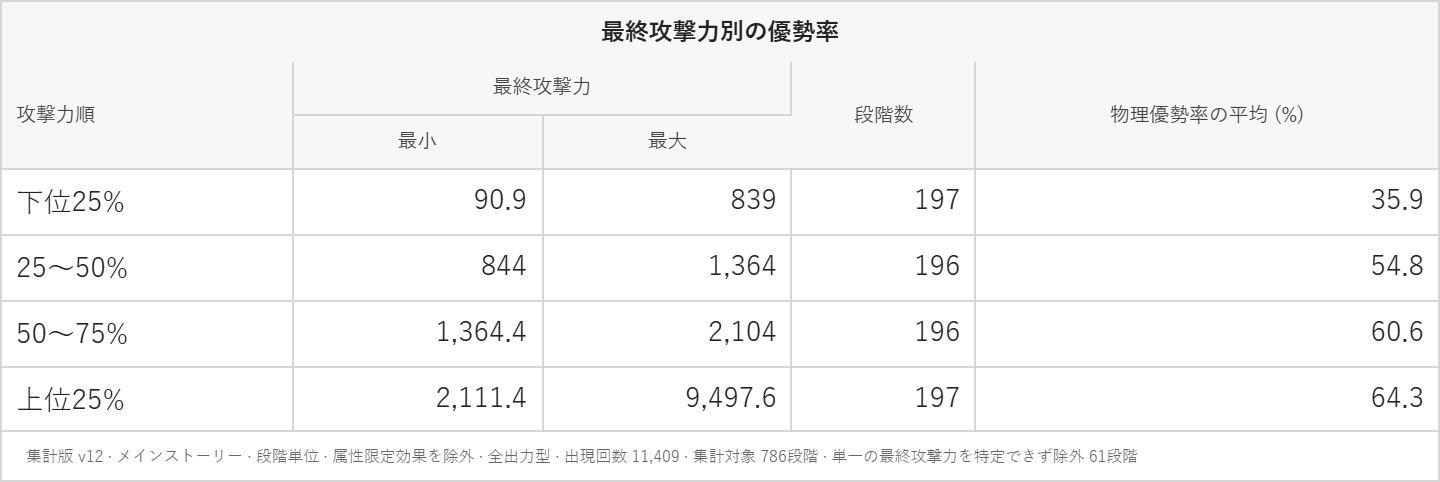 最終攻撃力別の優勢率
攻撃力順
最終攻撃力
段階数
物理優勢率の平均 (%)
最小
最大
下位25% 90.9 839 197 35.9
25〜50% 844 1,364 196 54.8
50〜75% 1,364.4 2,104 196 60.6
上位25% 2,111.4 9,497.6 197 64.3
集計版 v12 · メインストーリー · 段階単位 · 属性限定効果を除外 · 全出力型 · 出現回数 11,409 · 集計対象 786段階 · 単一の最終攻撃力を特定できず除外 61段階